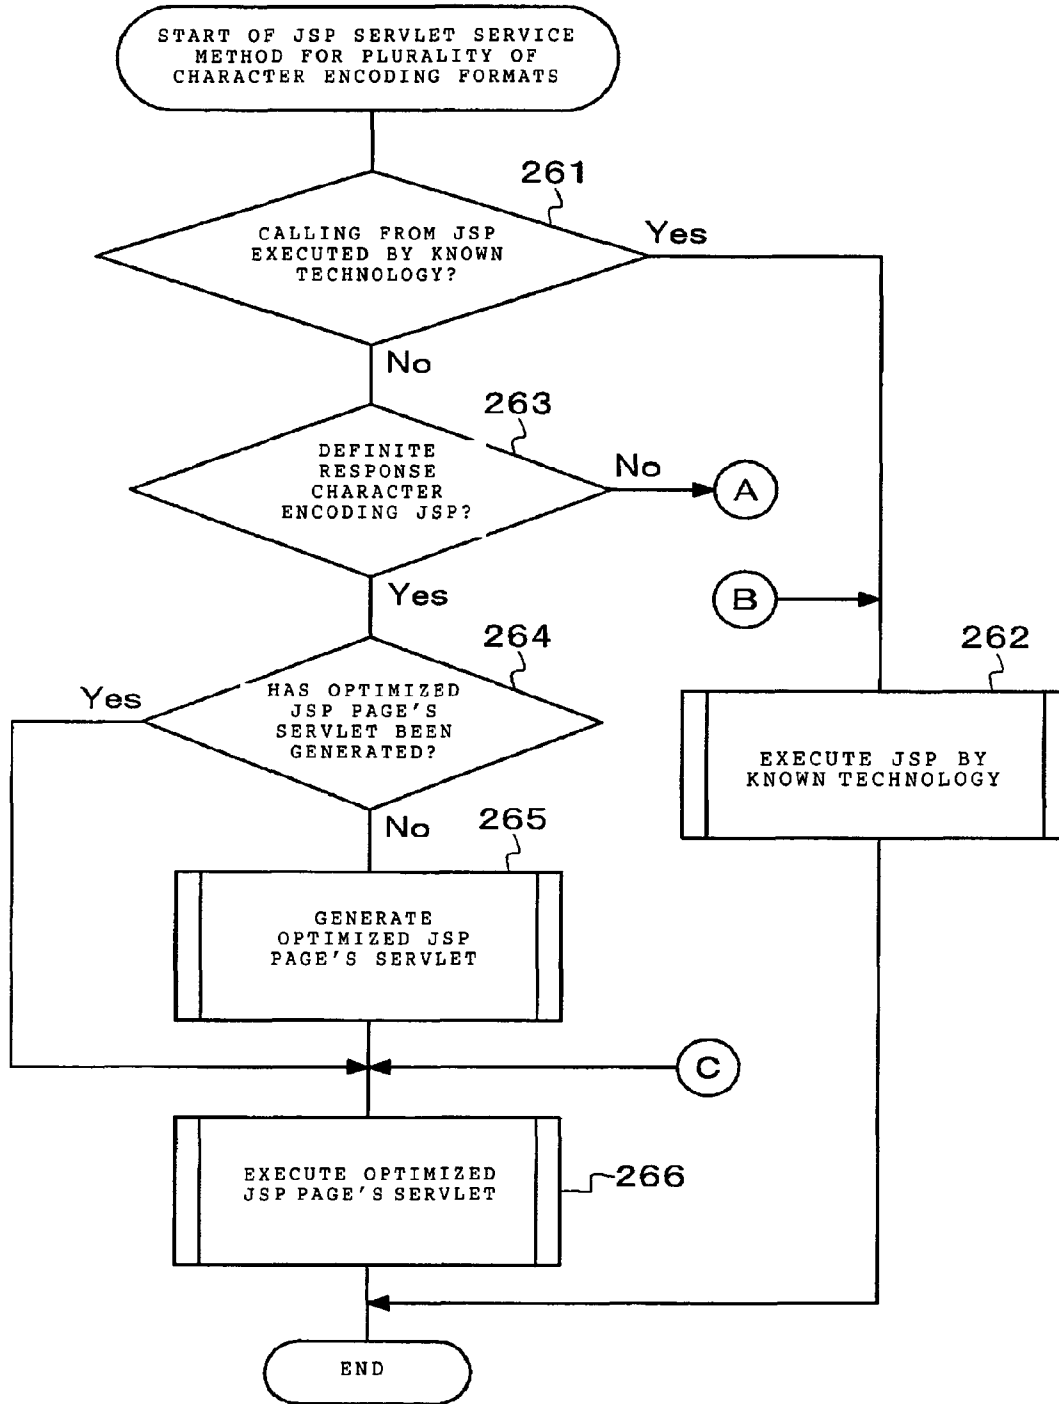 START OF JSP SERVLET SERVICE
METHOD FOR PLURALITY OF
CHARACTER ENCODING FORMATS
261
CALLING FROM JSP
EXECUTED BY KNOWN
TECHNOLOGY?
Yes
No
263
DEFINITE
RESPONSE
CHARACTER
ENCODING JSP?
No
A
Yes
B
264
262
Yes
HAS OPTIMIZED
JSP PAGE'S
SERVLET BEEN
GENERATED?
EXECUTE JSP BY
KNOWN TECHNOLOGY
No
265
GENERATE
OPTIMIZED JSP
PAGE'S SERVLET
C
EXECUTE OPTIMIZED
JSP PAGE'S SERVLET
266
END